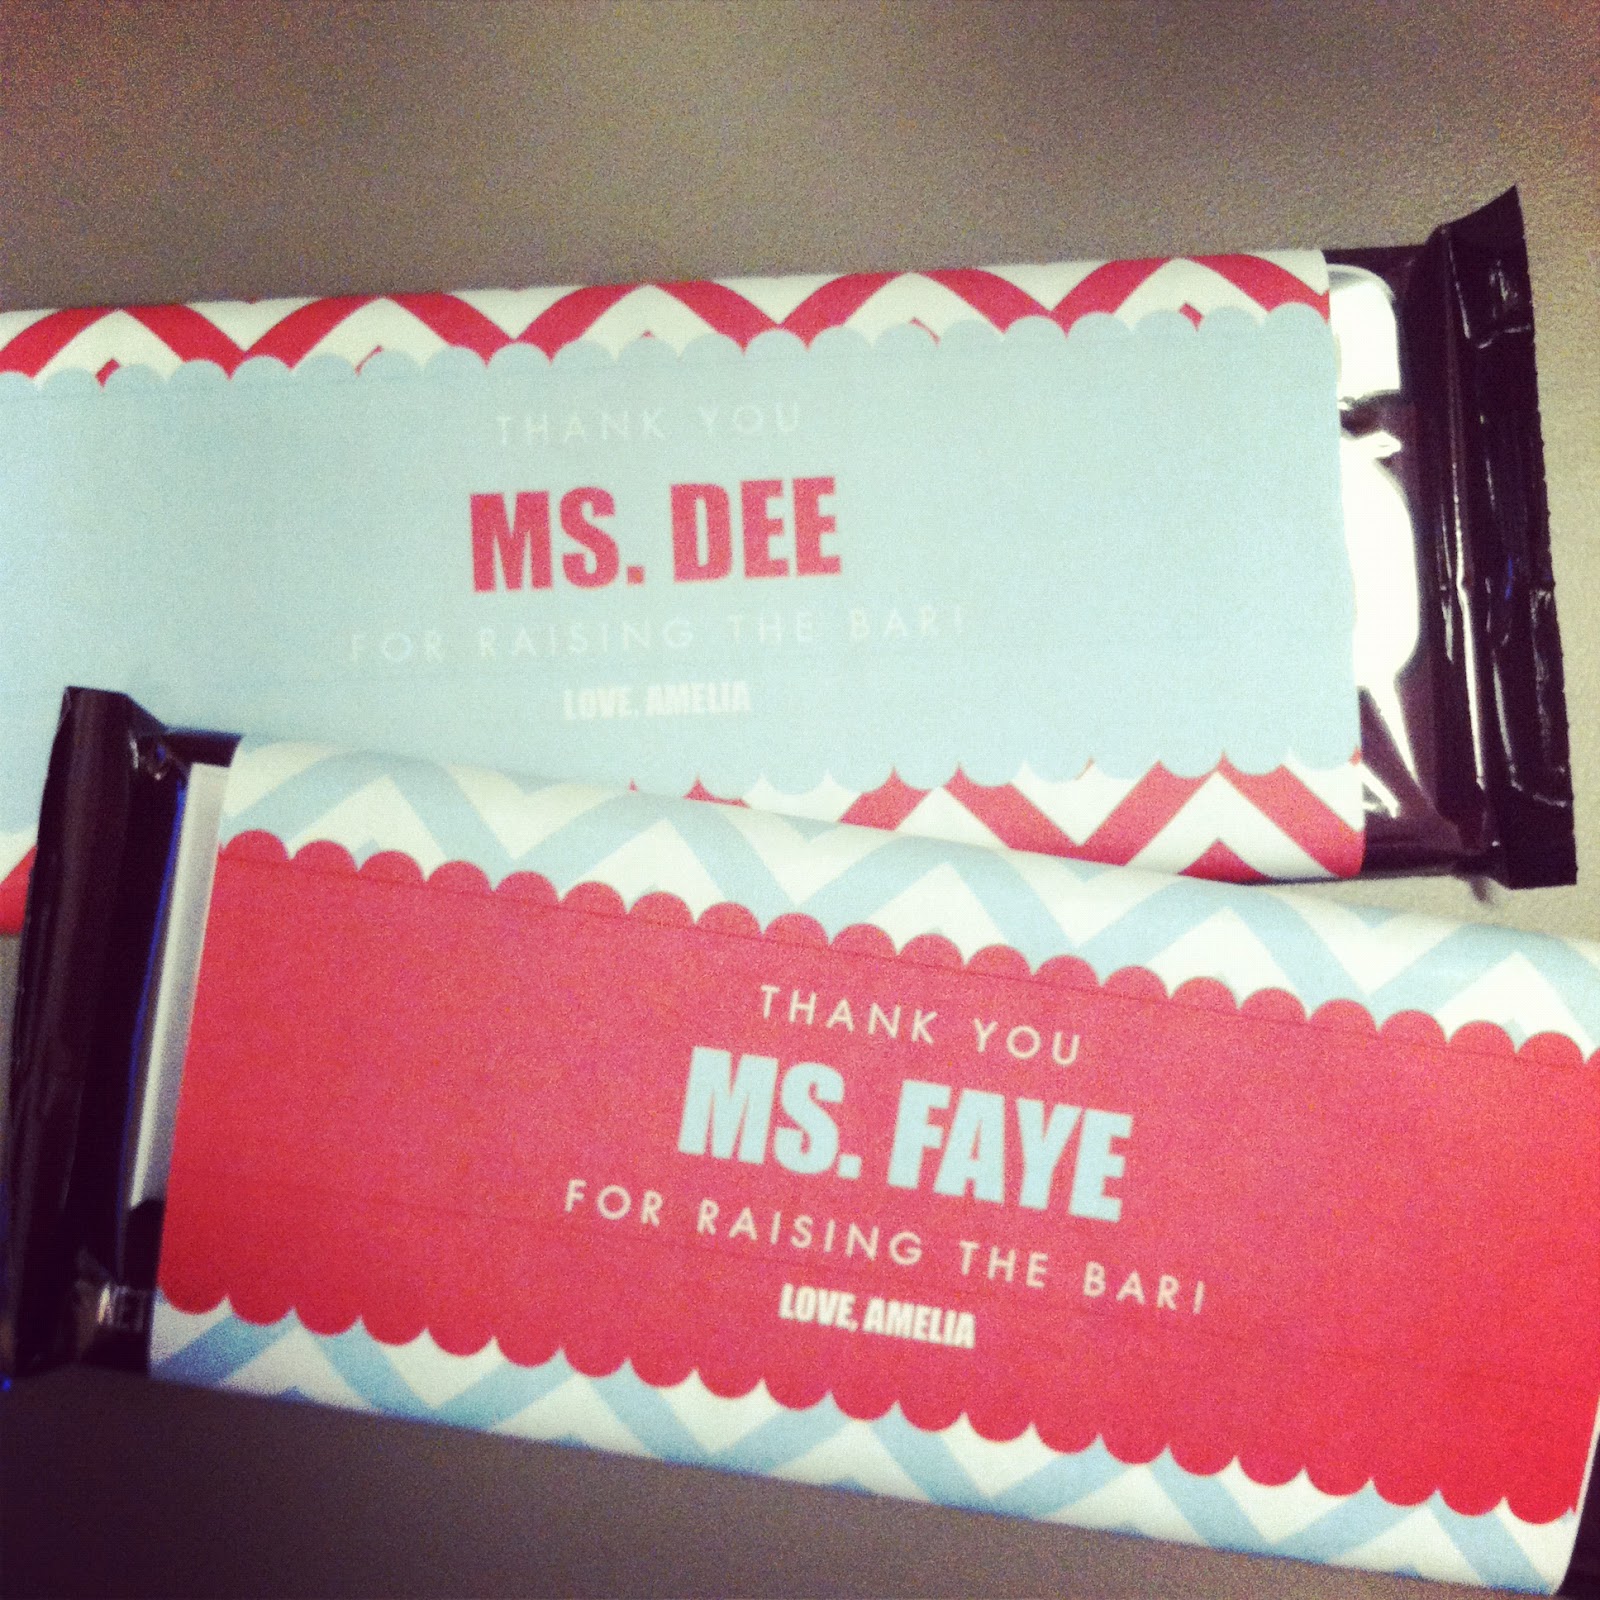 THANK YOU
MS. DEE
FOR RAISING THE BAR!
LOVE, AMELIA
THANK YOU
MS. FAYE
FOR RAISING THE BAR!
LOVE, AMELIA
NET